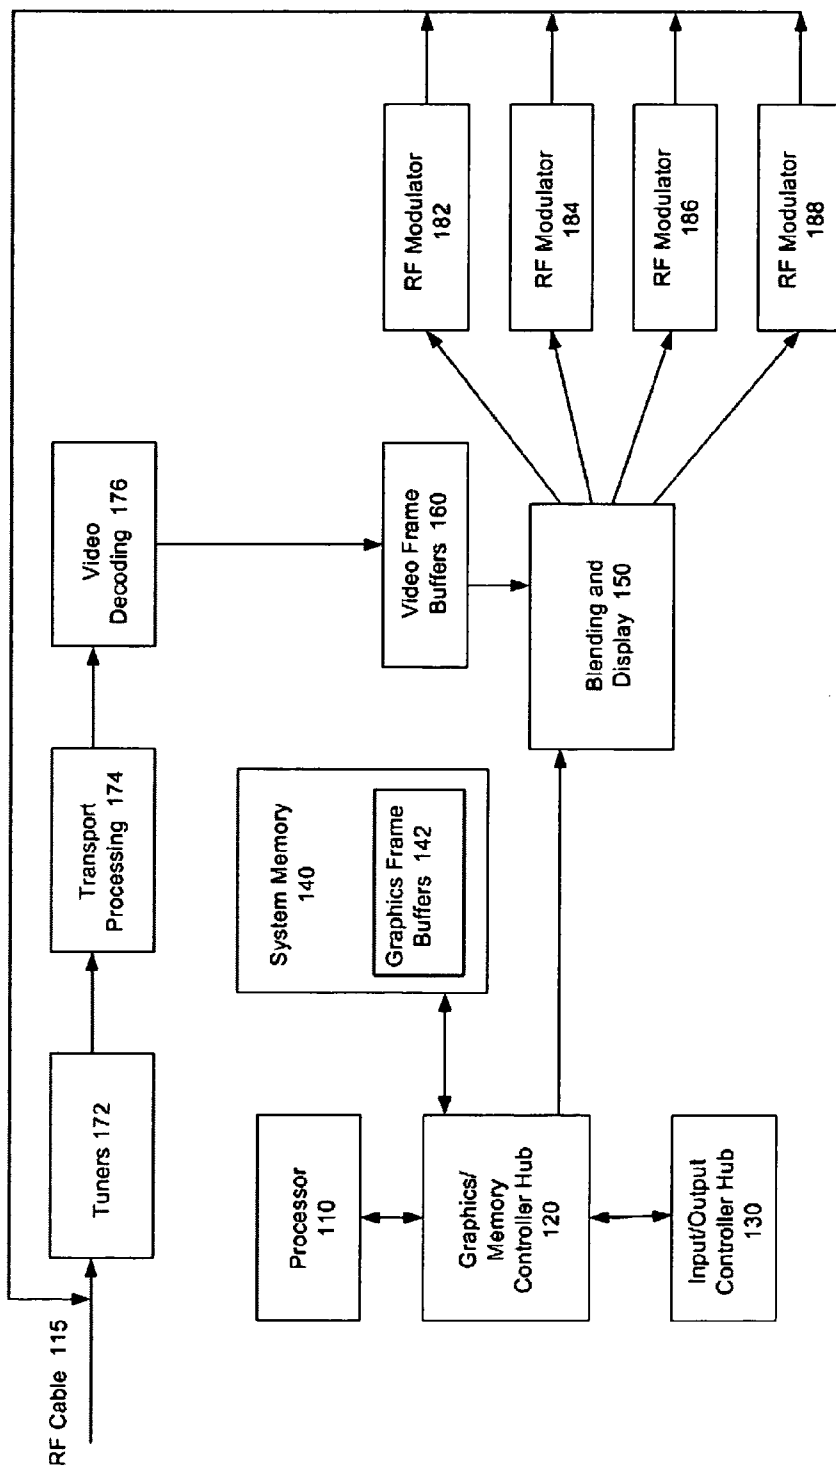 RF Cable 115
Tuners 172
Transport
Processing 174
Video
Decoding 176
Processor
110
System Memory
140
Graphics Frame
Buffers 142
Video Frame
Buffers 160
Graphics/
Memory
Controller Hub
120
Input/Output
Controller Hub
130
Blending and
Display 150
RF Modulator
182
RF Modulator
184
RF Modulator
186
RF Modulator
188